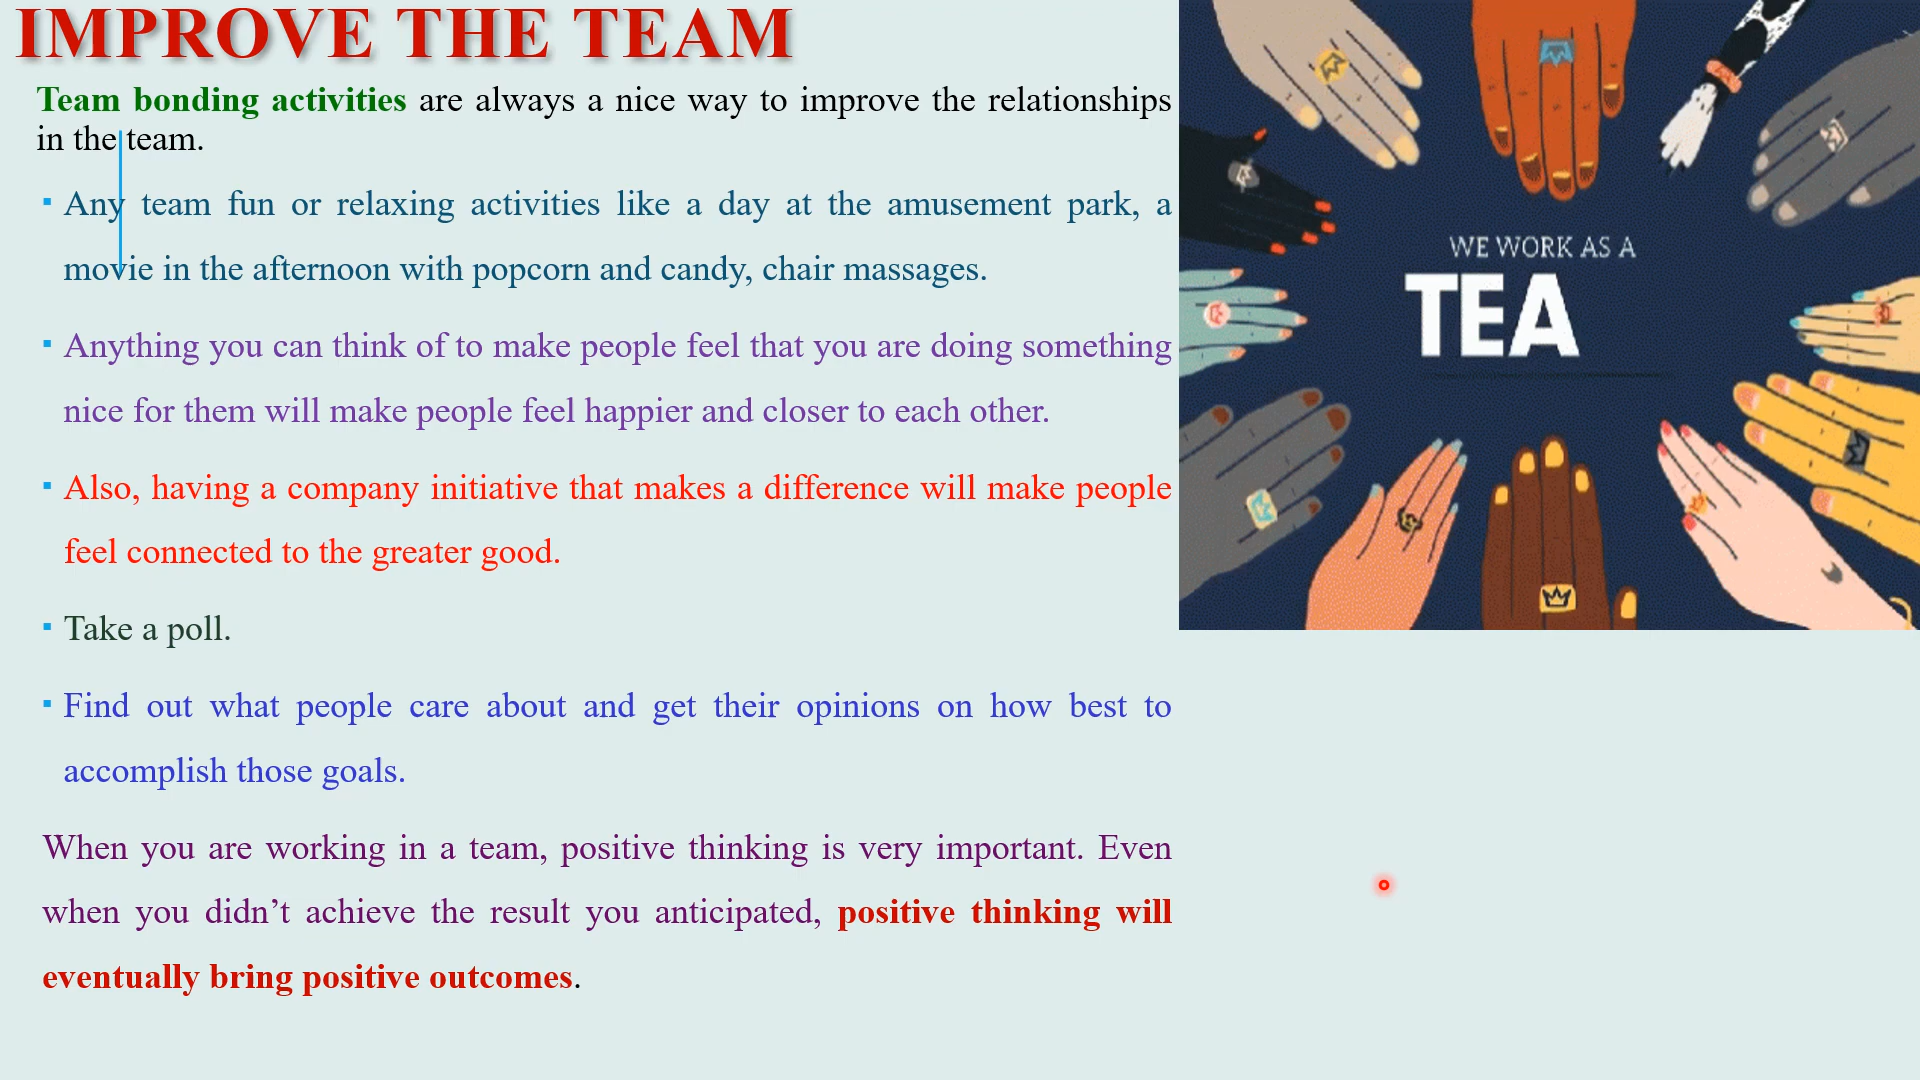 IMPROVE THE TEAM
Team bonding activities are always a nice way to improve the relationships
in the team.
▪ Any team fun or relaxing activities like a day at the amusement park, a
movie in the afternoon with popcorn and candy, chair massages.
▪ Anything you can think of to make people feel that you are doing something
nice for them will make people feel happier and closer to each other.
▪ Also, having a company initiative that makes a difference will make people
feel connected to the greater good.
▪ Take a poll.
▪ Find out what people care about and get their opinions on how best to
accomplish those goals.
When you are working in a team, positive thinking is very important. Even
when you didn’t achieve the result you anticipated, positive thinking will
eventually bring positive outcomes.
WE WORK AS A
TEA